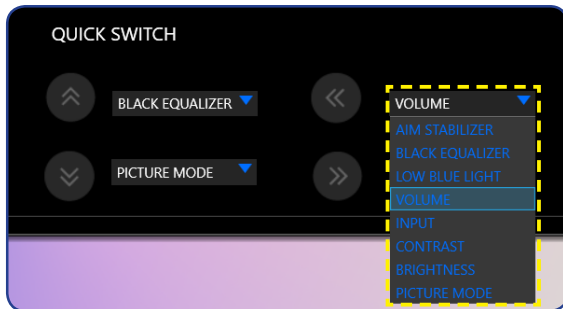 QUICK SWITCH
BLACK EQUALIZER
VOLUME
PICTURE MODE
AIM STABILIZER
BLACK EQUALIZER
LOW BLUE LIGHT
VOLUME
INPUT
CONTRAST
BRIGHTNESS
PICTURE MODE